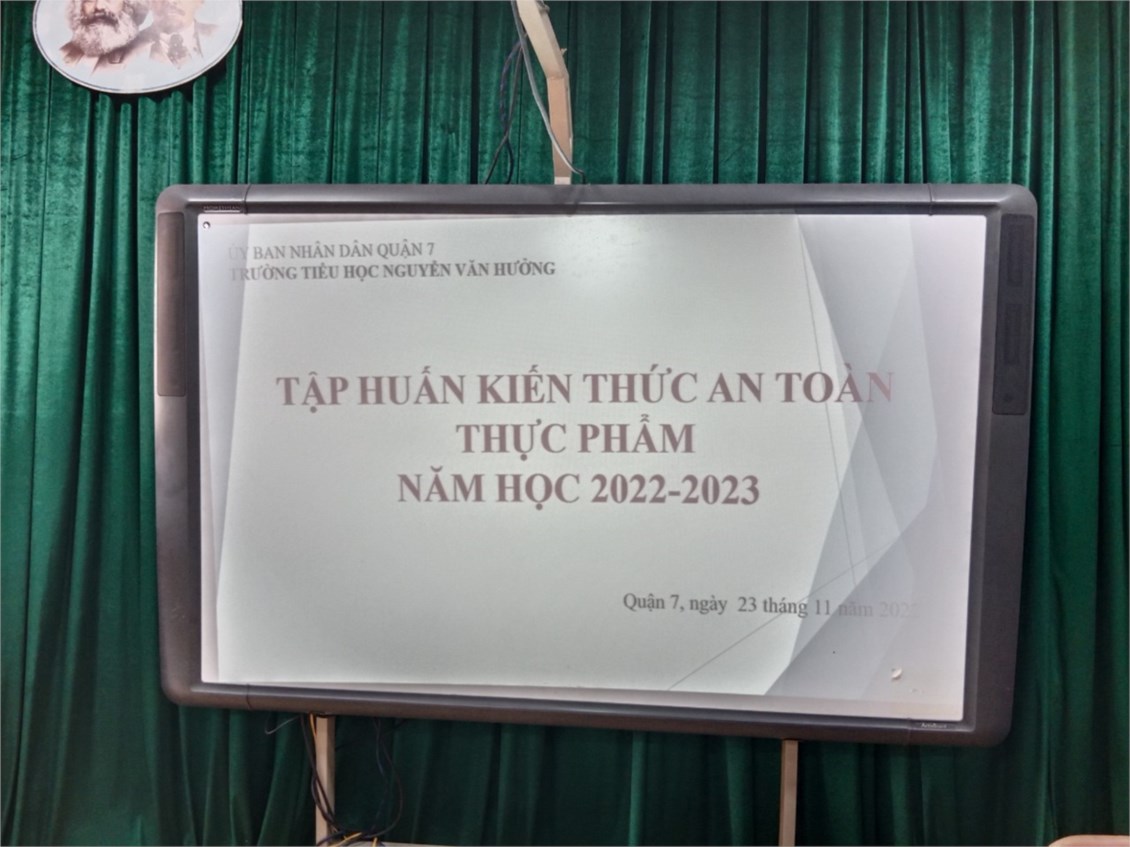 ỦY BAN NHÂN DÂN QUẬN 7
TRƯỜNG TIỂU HỌC NGUYỄN VĂN HƯỞNG
TẬP HUẤN KIẾN THỨC AN TOÀN
THỰC PHẨM
NĂM HỌC 2022-2023
Quận 7, ngày 23 tháng 11 năm 2022